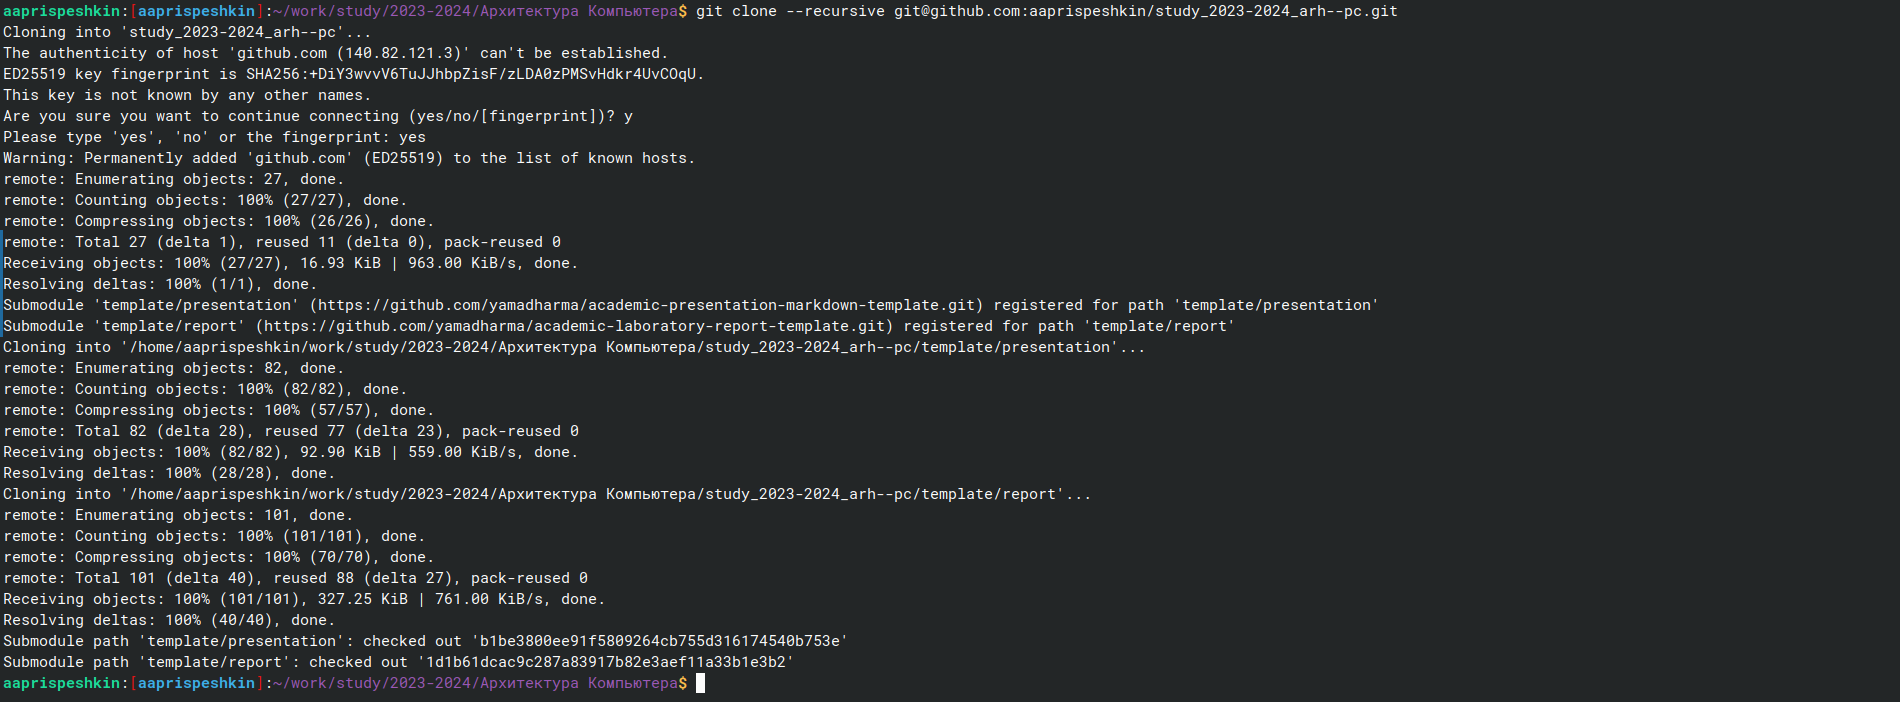 aaprispeshkin:[aaprispeshkin]:~/work/study/2023-2024/Архитектура Компьютера$ git clone --recursive git@github.com:aaprispeshkin/study_2023-2024_arh--pc.git
Cloning into 'study_2023-2024_arh--pc'...
The authenticity of host 'github.com (140.82.121.3)' can't be established.
ED25519 key fingerprint is SHA256:+DiY3wvvV6TuJJhbpZisF/zLDA0zPMSvHdkr4UvCOqU.
This key is not known by any other names.
Are you sure you want to continue connecting (yes/no/[fingerprint])? y
Please type 'yes', 'no' or the fingerprint: yes
Warning: Permanently added 'github.com' (ED25519) to the list of known hosts.
remote: Enumerating objects: 27, done.
remote: Counting objects: 100% (27/27), done.
remote: Compressing objects: 100% (26/26), done.
remote: Total 27 (delta 1), reused 11 (delta 0), pack-reused 0
Receiving objects: 100% (27/27), 16.93 KiB | 963.00 KiB/s, done.
Resolving deltas: 100% (1/1), done.
Submodule 'template/presentation' (https://github.com/yamadharma/academic-presentation-markdown-template.git) registered for path 'template/presentation'
Submodule 'template/report' (https://github.com/yamadharma/academic-laboratory-report-template.git) registered for path 'template/report'
Cloning into '/home/aaprispeshkin/work/study/2023-2024/Архитектура Компьютера/study_2023-2024_arh--pc/template/presentation'...
remote: Enumerating objects: 82, done.
remote: Counting objects: 100% (82/82), done.
remote: Compressing objects: 100% (57/57), done.
remote: Total 82 (delta 28), reused 77 (delta 23), pack-reused 0
Receiving objects: 100% (82/82), 92.90 KiB | 559.00 KiB/s, done.
Resolving deltas: 100% (28/28), done.
Cloning into '/home/aaprispeshkin/work/study/2023-2024/Архитектура Компьютера/study_2023-2024_arh--pc/template/report'...
remote: Enumerating objects: 101, done.
remote: Counting objects: 100% (101/101), done.
remote: Compressing objects: 100% (70/70), done.
remote: Total 101 (delta 40), reused 88 (delta 27), pack-reused 0
Receiving objects: 100% (101/101), 327.25 KiB | 761.00 KiB/s, done.
Resolving deltas: 100% (40/40), done.
Submodule path 'template/presentation': checked out 'b1be3800ee91f5809264cb755d316174540b753e'
Submodule path 'template/report': checked out '1d1b61dcac9c287a83917b82e3aef11a33b1e3b2'
aaprispeshkin:[aaprispeshkin]:~/work/study/2023-2024/Архитектура Компьютера$